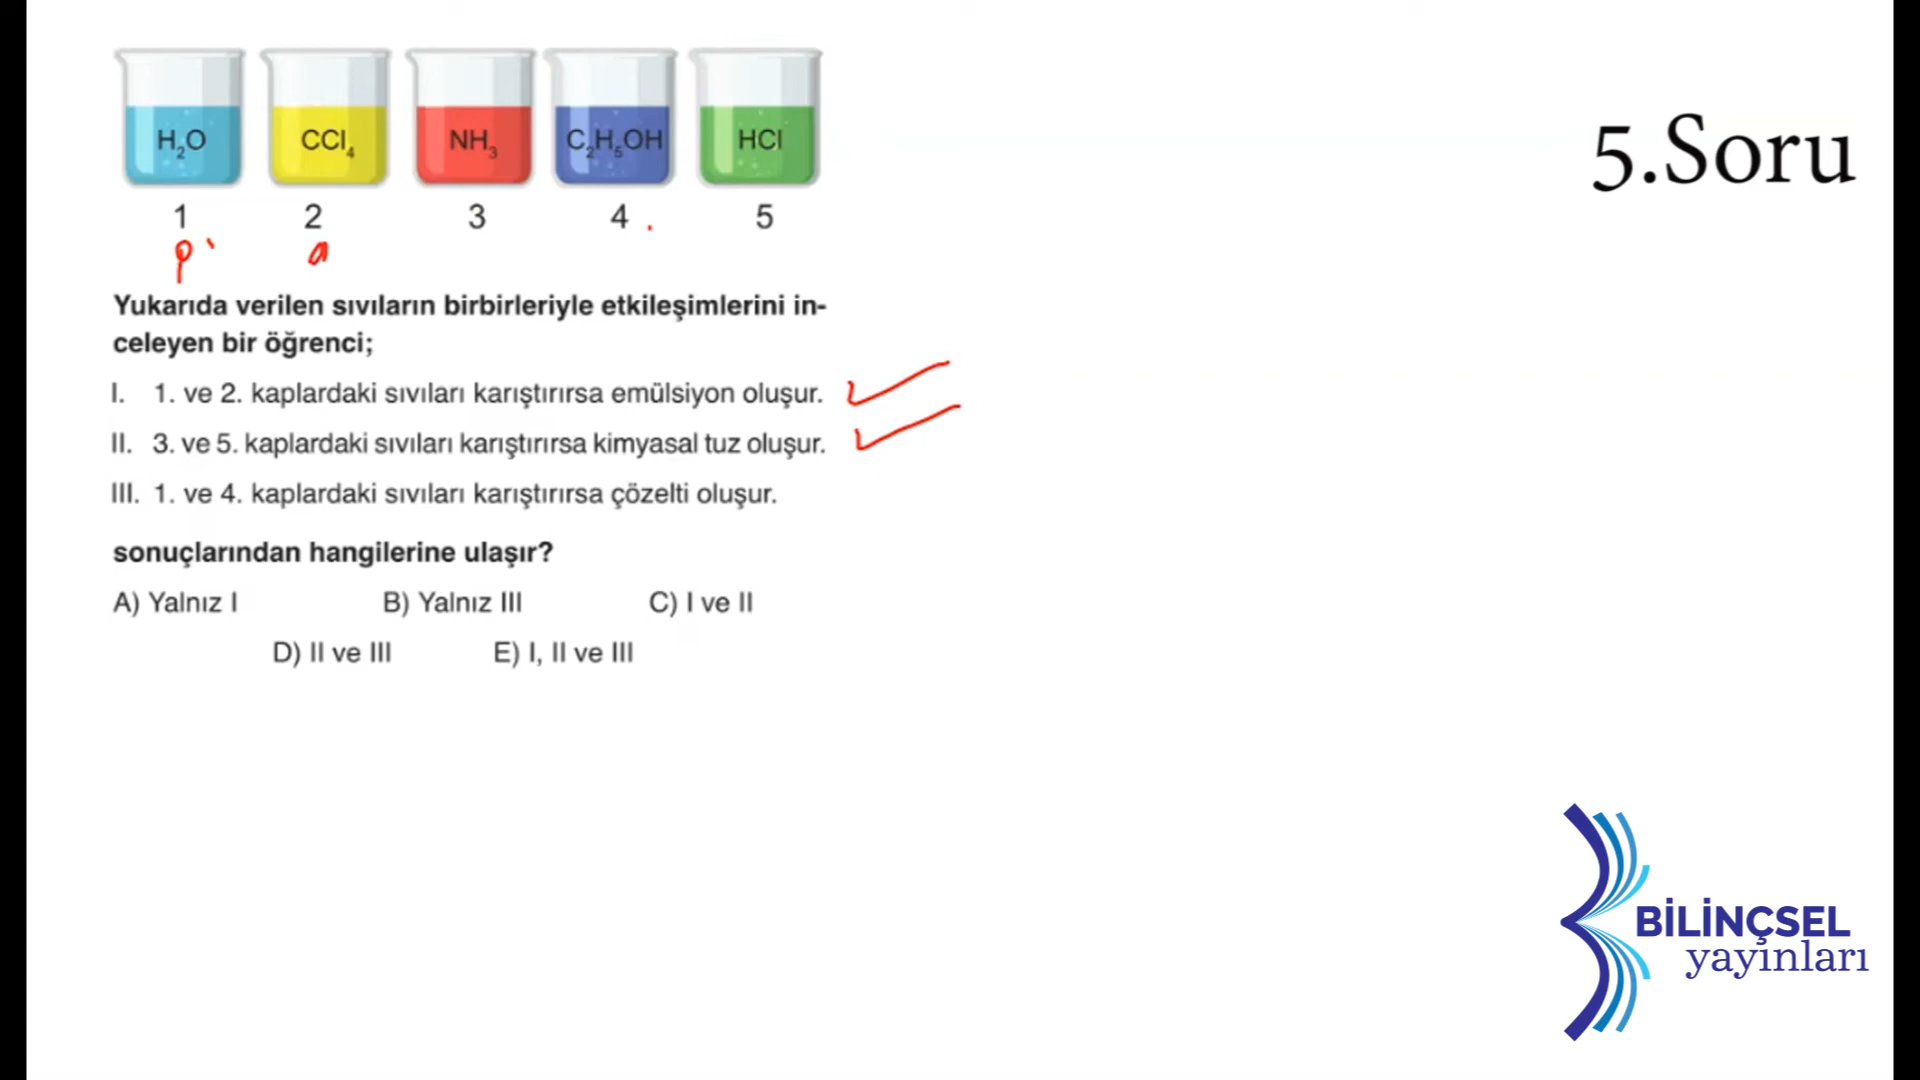 H₂O CCl₄ NH₃ C₂H₅OH HCl
1 2 3 4 5
p a
5.Soru
Yukarıda verilen sıvıların birbirleriyle etkileşimlerini in-
celeyen bir öğrenci;
I. 1. ve 2. kaplardaki sıvıları karıştırırsa emülsiyon oluşur.
II. 3. ve 5. kaplardaki sıvıları karıştırırsa kimyasal tuz oluşur.
III. 1. ve 4. kaplardaki sıvıları karıştırırsa çözelti oluşur.
sonuçlarından hangilerine ulaşır?
A) Yalnız I B) Yalnız III C) I ve II
D) II ve III E) I, II ve III
BİLİNÇSEL
yayınları